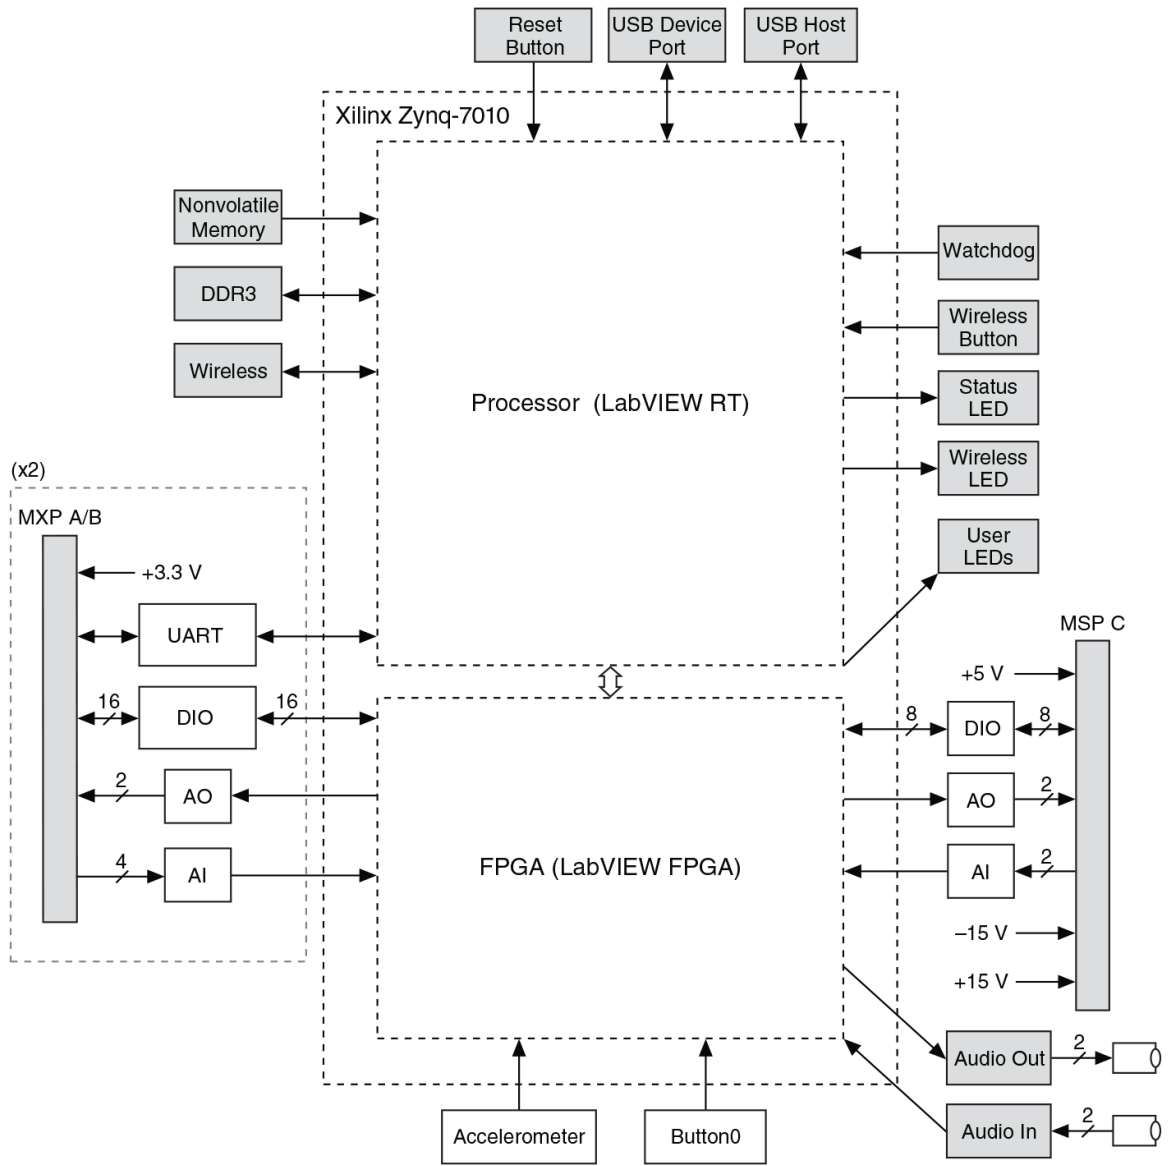 Reset
Button
USB Device
Port
USB Host
Port
Xilinx Zynq-7010
Nonvolatile
Memory
DDR3
Wireless
Processor (LabVIEW RT)
Watchdog
Wireless
Button
Status
LED
Wireless
LED
User
LEDs
(x2)
MXP A/B
+3.3 V
UART
16
DIO
16
2
AO
4
AI
FPGA (LabVIEW FPGA)
MSP C
+5 V
8
DIO
8
AO
2
AI
2
–15 V
+15 V
Audio Out
2
Audio In
2
Accelerometer
Button0